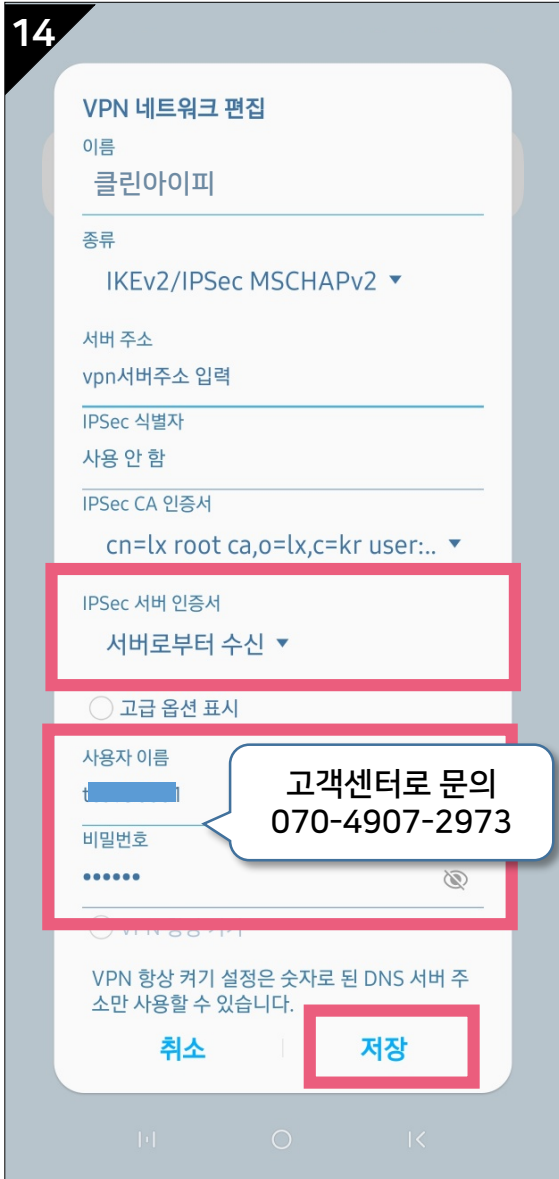 14
VPN 네트워크 편집
이름
클린아이피
종류
IKEv2/IPSec MSCHAPv2
서버 주소
vpn서버주소 입력
IPSec 식별자
사용 안 함
IPSec CA 인증서
cn=lx root ca,o=lx,c=kr user:..
IPSec 서버 인증서
서버로부터 수신
고급 옵션 표시
사용자 이름
고객센터로 문의
070-4907-2973
비밀번호
••••••
VPN 항상 켜기
VPN 항상 켜기 설정은 숫자로 된 DNS 서버 주
소만 사용할 수 있습니다.
취소
저장